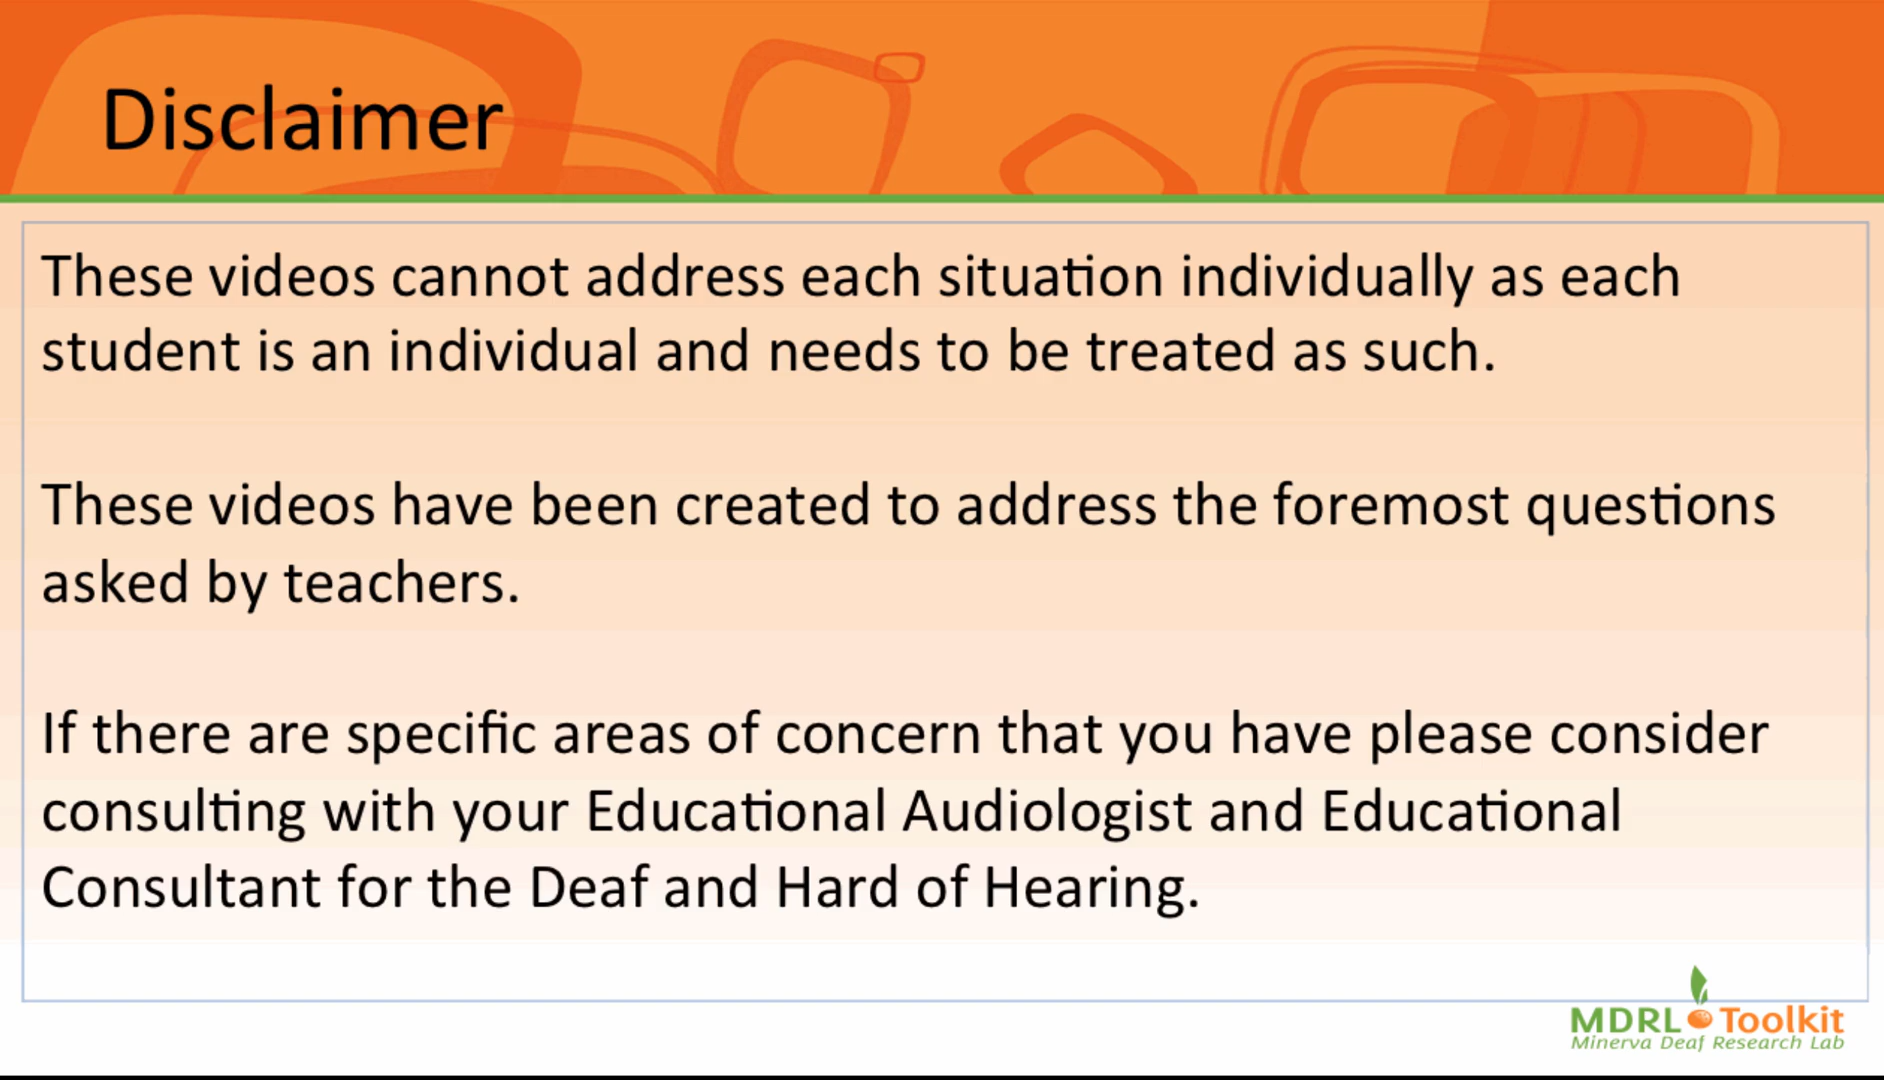 Disclaimer
These videos cannot address each situation individually as each
student is an individual and needs to be treated as such.
These videos have been created to address the foremost questions
asked by teachers.
If there are specific areas of concern that you have please consider
consulting with your Educational Audiologist and Educational
Consultant for the Deaf and Hard of Hearing.
MDRL Toolkit
Minerva Deaf Research Lab